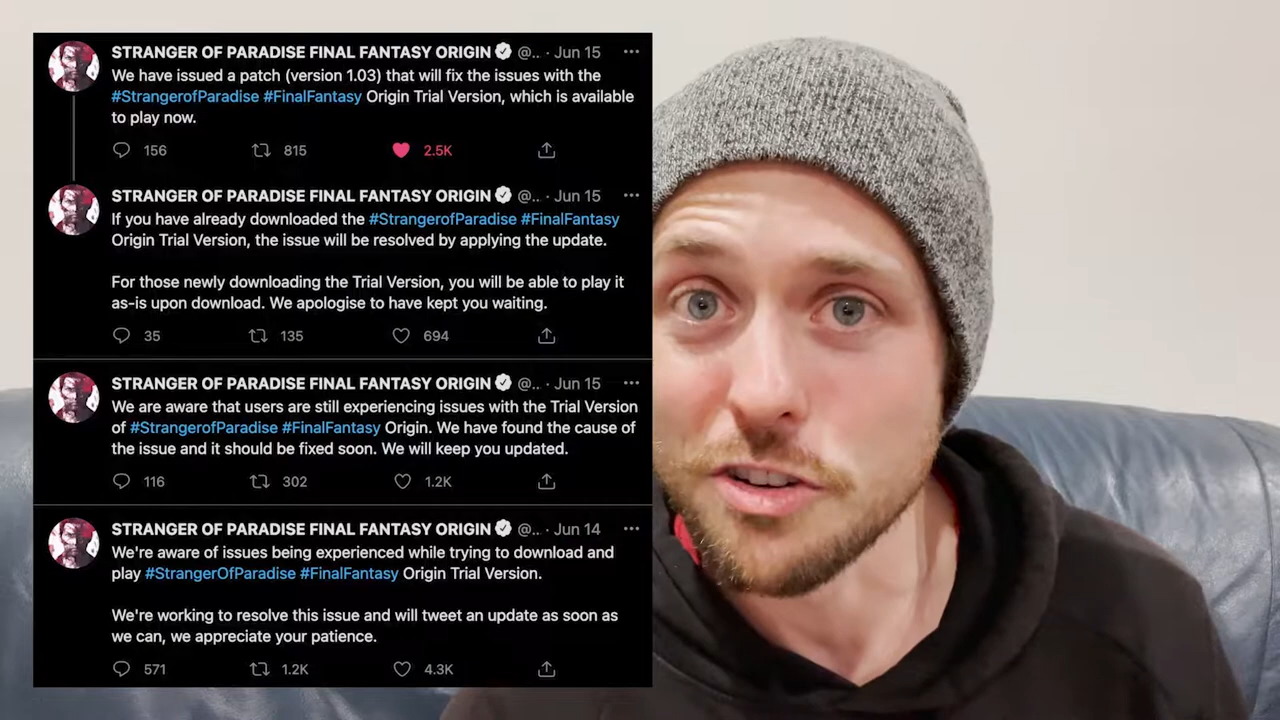 STRANGER OF PARADISE FINAL FANTASY ORIGIN @... · Jun 15
We have issued a patch (version 1.03) that will fix the issues with the
#StrangerofParadise #FinalFantasy Origin Trial Version, which is available
to play now.
156 815 2.5K
STRANGER OF PARADISE FINAL FANTASY ORIGIN @... · Jun 15
If you have already downloaded the #StrangerofParadise #FinalFantasy
Origin Trial Version, the issue will be resolved by applying the update.
For those newly downloading the Trial Version, you will be able to play it
as-is upon download. We apologise to have kept you waiting.
35 135 694
STRANGER OF PARADISE FINAL FANTASY ORIGIN @... · Jun 15
We are aware that users are still experiencing issues with the Trial Version
of #StrangerofParadise #FinalFantasy Origin. We have found the cause of
the issue and it should be fixed soon. We will keep you updated.
116 302 1.2K
STRANGER OF PARADISE FINAL FANTASY ORIGIN @... · Jun 14
We're aware of issues being experienced while trying to download and
play #StrangerOfParadise #FinalFantasy Origin Trial Version.
We're working to resolve this issue and will tweet an update as soon as
we can, we appreciate your patience.
571 1.2K 4.3K